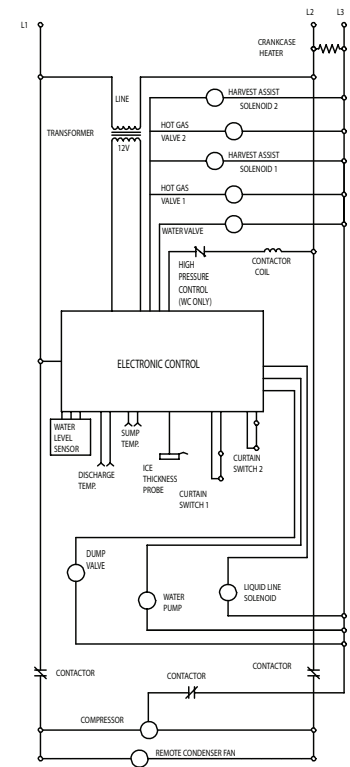 L1
L2
L3
CRANKCASE
HEATER
LINE
HARVEST ASSIST
SOLENOID 2
TRANSFORMER
HOT GAS
VALVE 2
12V
HARVEST ASSIST
SOLENOID 1
HOT GAS
VALVE 1
WATER VALVE
HIGH
PRESSURE
CONTROL
(WC ONLY)
CONTACTOR
COIL
ELECTRONIC CONTROL
WATER
LEVEL
SENSOR
SUMP
TEMP.
DISCHARGE
TEMP.
ICE
THICKNESS
PROBE
CURTAIN
SWITCH 1
CURTAIN
SWITCH 2
DUMP
VALVE
WATER
PUMP
LIQUID LINE
SOLENOID
CONTACTOR
CONTACTOR
CONTACTOR
COMPRESSOR
REMOTE CONDENSER FAN